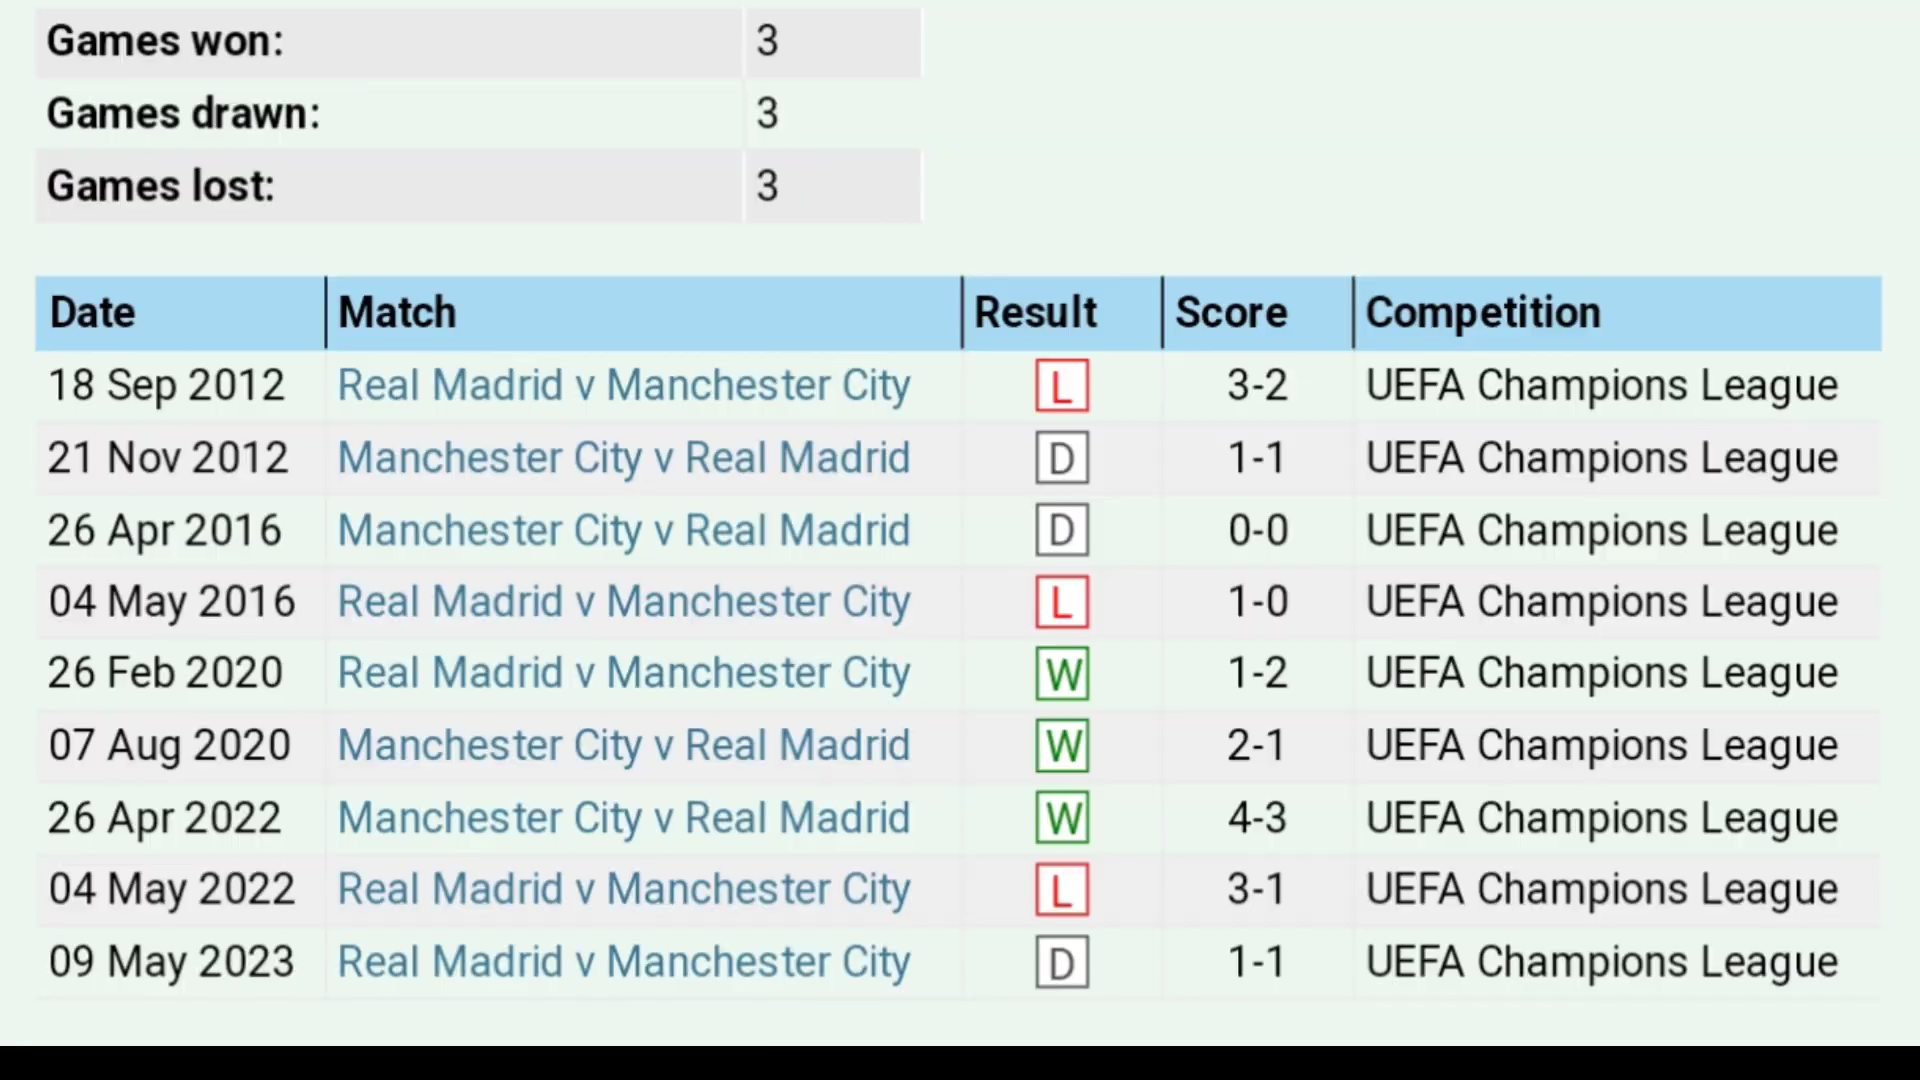 Games won: 3
Games drawn: 3
Games lost: 3
Date Match Result Score Competition
18 Sep 2012 Real Madrid v Manchester City L 3-2 UEFA Champions League
21 Nov 2012 Manchester City v Real Madrid D 1-1 UEFA Champions League
26 Apr 2016 Manchester City v Real Madrid D 0-0 UEFA Champions League
04 May 2016 Real Madrid v Manchester City L 1-0 UEFA Champions League
26 Feb 2020 Real Madrid v Manchester City W 1-2 UEFA Champions League
07 Aug 2020 Manchester City v Real Madrid W 2-1 UEFA Champions League
26 Apr 2022 Manchester City v Real Madrid W 4-3 UEFA Champions League
04 May 2022 Real Madrid v Manchester City L 3-1 UEFA Champions League
09 May 2023 Real Madrid v Manchester City D 1-1 UEFA Champions League